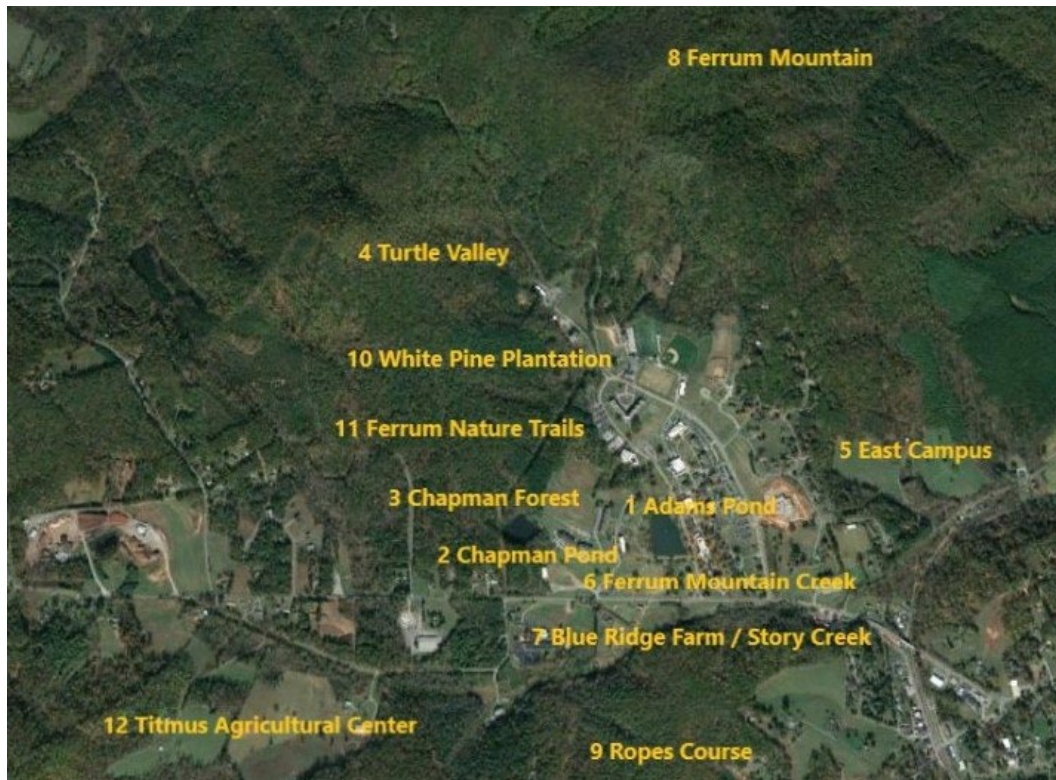 8 Ferrum Mountain
4 Turtle Valley
10 White Pine Plantation
11 Ferrum Nature Trails
5 East Campus
3 Chapman Forest
1 Adams Pond
2 Chapman Pond
6 Ferrum Mountain Creek
7 Blue Ridge Farm / Story Creek
12 Titmus Agricultural Center
9 Ropes Course